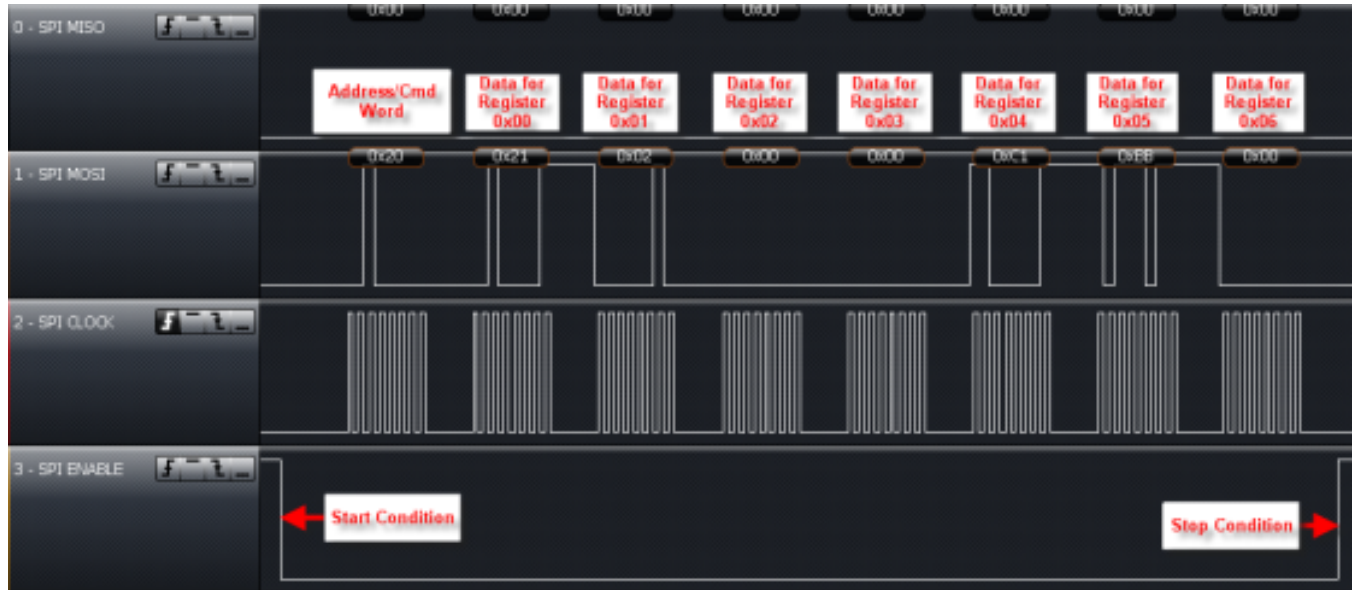 0x00 0x00 0x00 0x00 0x00 0x00 0x00 0x00
0 - SPI MISO
Address/Cmd
Word
Data for
Register
0x00
Data for
Register
0x01
Data for
Register
0x02
Data for
Register
0x03
Data for
Register
0x04
Data for
Register
0x05
Data for
Register
0x06
0x20 0x21 0x02 0x00 0x00 0xC1 0xBB 0x00
1 - SPI MOSI
2 - SPI CLOCK
3 - SPI ENABLE
Start Condition
Stop Condition